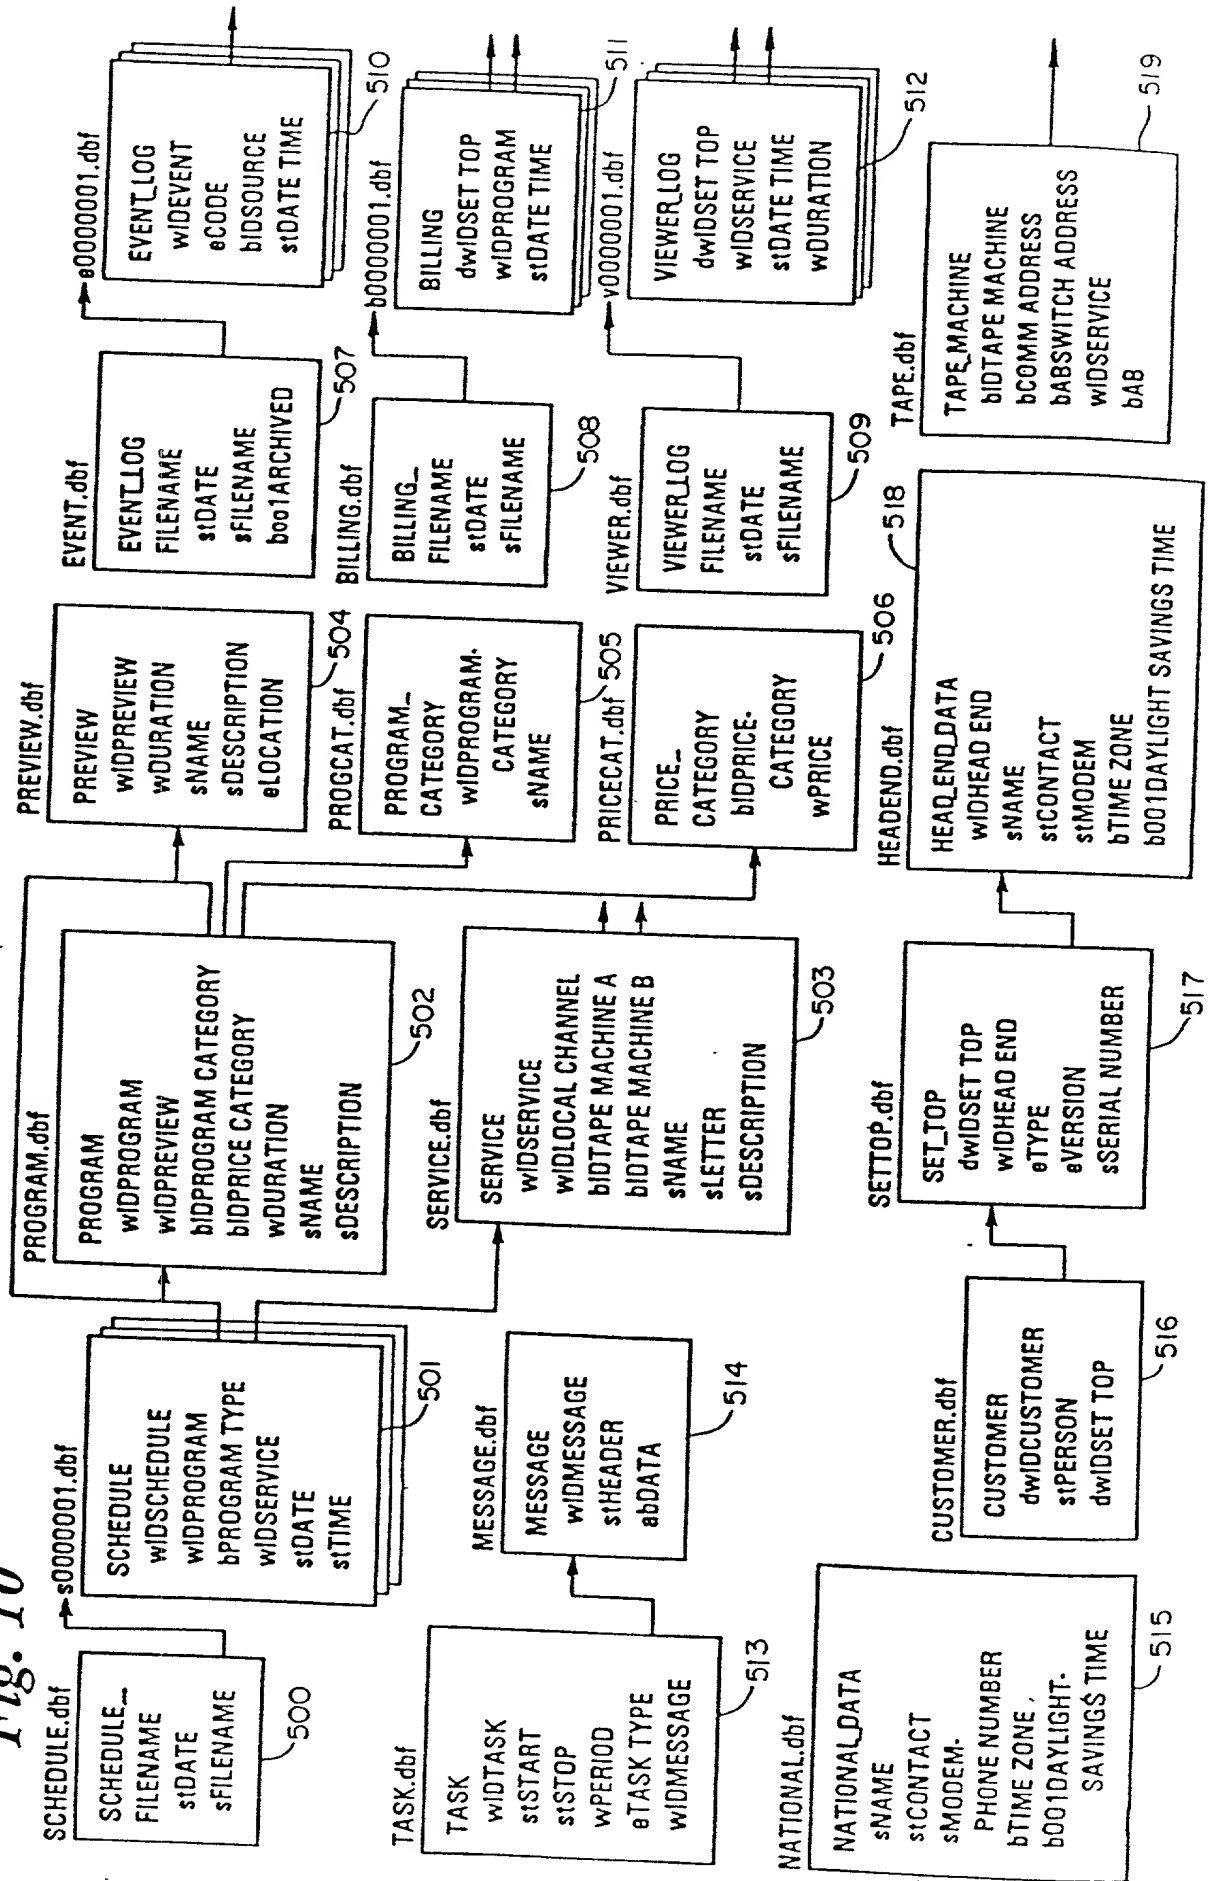 Fig. 10
SCHEDULE.dbf
SCHEDULE_
FILENAME
stDATE
sFILENAME
500
s0000001.dbf
SCHEDULE
wIDSCHEDULE
wIDPROGRAM
bPROGRAM TYPE
wIDSERVICE
stDATE
stTIME
501
PROGRAM.dbf
PROGRAM
wIDPROGRAM
wIDPREVIEW
bIDPROGRAM CATEGORY
bIDPRICE CATEGORY
wDURATION
sNAME
sDESCRIPTION
502
SERVICE.dbf
SERVICE
wIDSERVICE
wIDLOCAL CHANNEL
bIDTAPE MACHINE A
bIDTAPE MACHINE B
sNAME
sLETTER
sDESCRIPTION
503
PREVIEW.dbf
PREVIEW
wIDPREVIEW
wDURATION
sNAME
sDESCRIPTION
eLOCATION
504
PROGCAT.dbf
PROGRAM_
CATEGORY
wIDPROGRAM-
CATEGORY
sNAME
505
PRICECAT.dbf
PRICE_
CATEGORY
bIDPRICE-
CATEGORY
wPRICE
506
EVENT.dbf
EVENT_LOG
FILENAME
stDATE
sFILENAME
boo1ARCHIVED
507
BILLING.dbf
BILLING_
FILENAME
stDATE
sFILENAME
508
VIEWER.dbf
VIEWER_LOG
FILENAME
stDATE
sFILENAME
509
e0000001.dbf
EVENT_LOG
wIDEVENT
eCODE
bIDSOURCE
stDATE TIME
510
b0000001.dbf
BILLING
dwIDSET TOP
wIDPROGRAM
stDATE TIME
511
v0000001.dbf
VIEWER_LOG
dwIDSET TOP
wIDSERVICE
stDATE TIME
wDURATION
512
TASK.dbf
TASK
wIDTASK
stSTART
stSTOP
wPERIOD
eTASK TYPE
wIDMESSAGE
513
MESSAGE.dbf
MESSAGE
wIDMESSAGE
stHEADER
abDATA
514
NATIONAL.dbf
NATIONAL_DATA
sNAME
stCONTACT
sMODEM-
PHONE NUMBER
bTIME ZONE.
b001DAYLIGHT-
SAVINGS TIME
515
CUSTOMER.dbf
CUSTOMER
dwIDCUSTOMER
stPERSON
dwIDSET TOP
516
SETTOP.dbf
SET_TOP
dwIDSET TOP
wIDHEAD END
eTYPE
eVERSION
sSERIAL NUMBER
517
HEADEND.dbf
HEAD_END_DATA
wIDHEAD END
sNAME
stCONTACT
stMODEM
bTIME ZONE
b001DAYLIGHT SAVINGS TIME
518
TAPE.dbf
TAPE_MACHINE
bIDTAPE MACHINE
bCOMM ADDRESS
bABSWITCH ADDRESS
wIDSERVICE
bAB
519